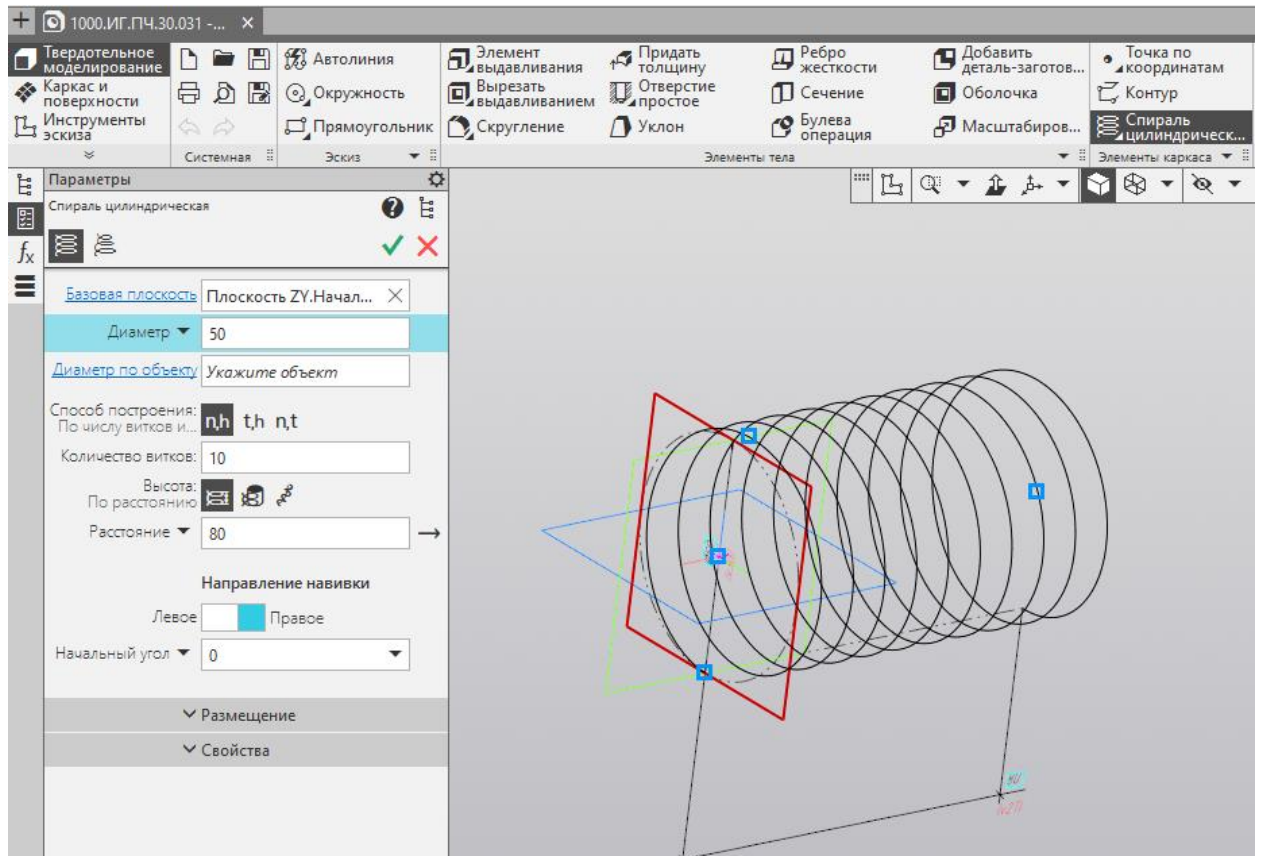 1000.ИГ.ПЧ.30.031 -...
Твердотельное моделирование
Каркас и поверхности
Инструменты эскиза
Системная
Автолиния
Окружность
Прямоугольник
Эскиз
Элемент выдавливания
Вырезать выдавливанием
Скругление
Придать толщину
Отверстие простое
Уклон
Ребро жесткости
Сечение
Булева операция
Добавить деталь-заготов...
Оболочка
Масштабиров...
Элементы тела
Точка по координатам
Контур
Спираль цилиндрическ...
Элементы каркаса
Параметры
Спираль цилиндрическая
Базовая плоскость Плоскость ZY.Начал...
Диаметр 50
Диаметр по объекту Укажите объект
Способ построения: n,h t,h n,t
По числу витков и...
Количество витков: 10
Высота:
По расстоянию
Расстояние 80
Направление навивки
Левое Правое
Начальный угол 0
Размещение
Свойства